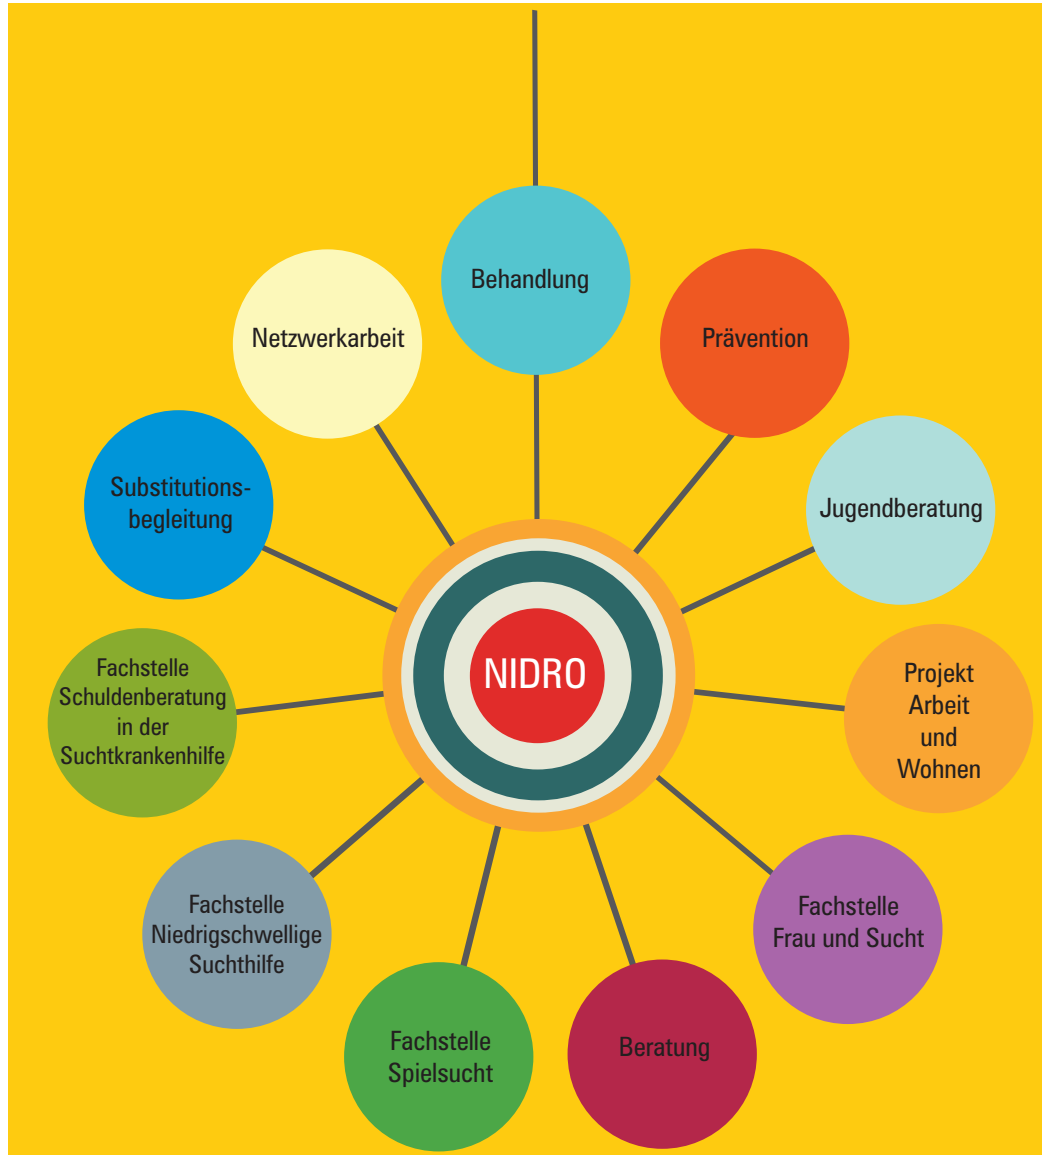 Behandlung
Netzwerkarbeit
Prävention
Substitutions-
begleitung
Jugendberatung
NIDRO
Fachstelle
Schuldenberatung
in der
Suchtkrankenhilfe
Projekt
Arbeit
und
Wohnen
Fachstelle
Niedrigschwellige
Suchthilfe
Fachstelle
Frau und Sucht
Fachstelle
Spielsucht
Beratung